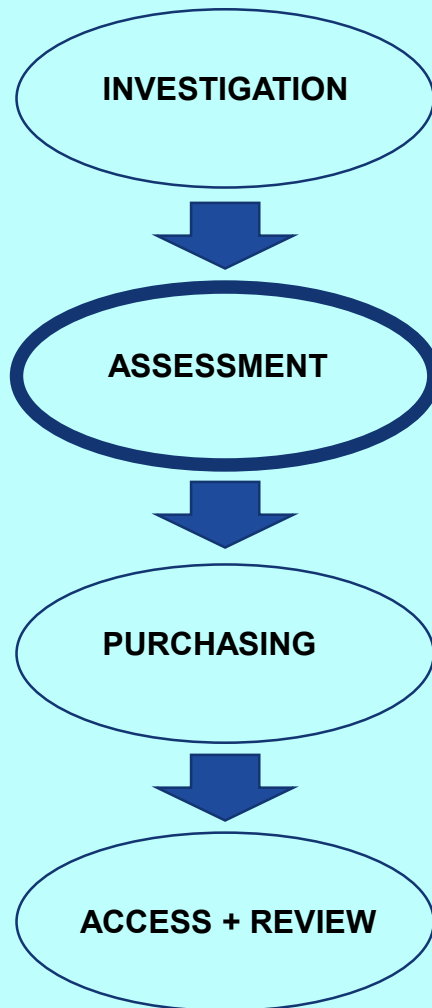 INVESTIGATION
ASSESSMENT
PURCHASING
ACCESS + REVIEW